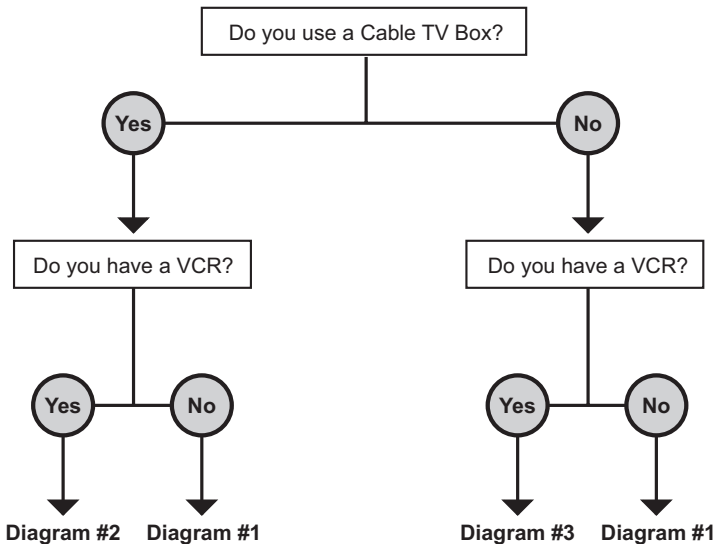 Do you use a Cable TV Box?
Yes
No
Do you have a VCR?
Do you have a VCR?
Yes
No
Yes
No
Diagram #2
Diagram #1
Diagram #3
Diagram #1